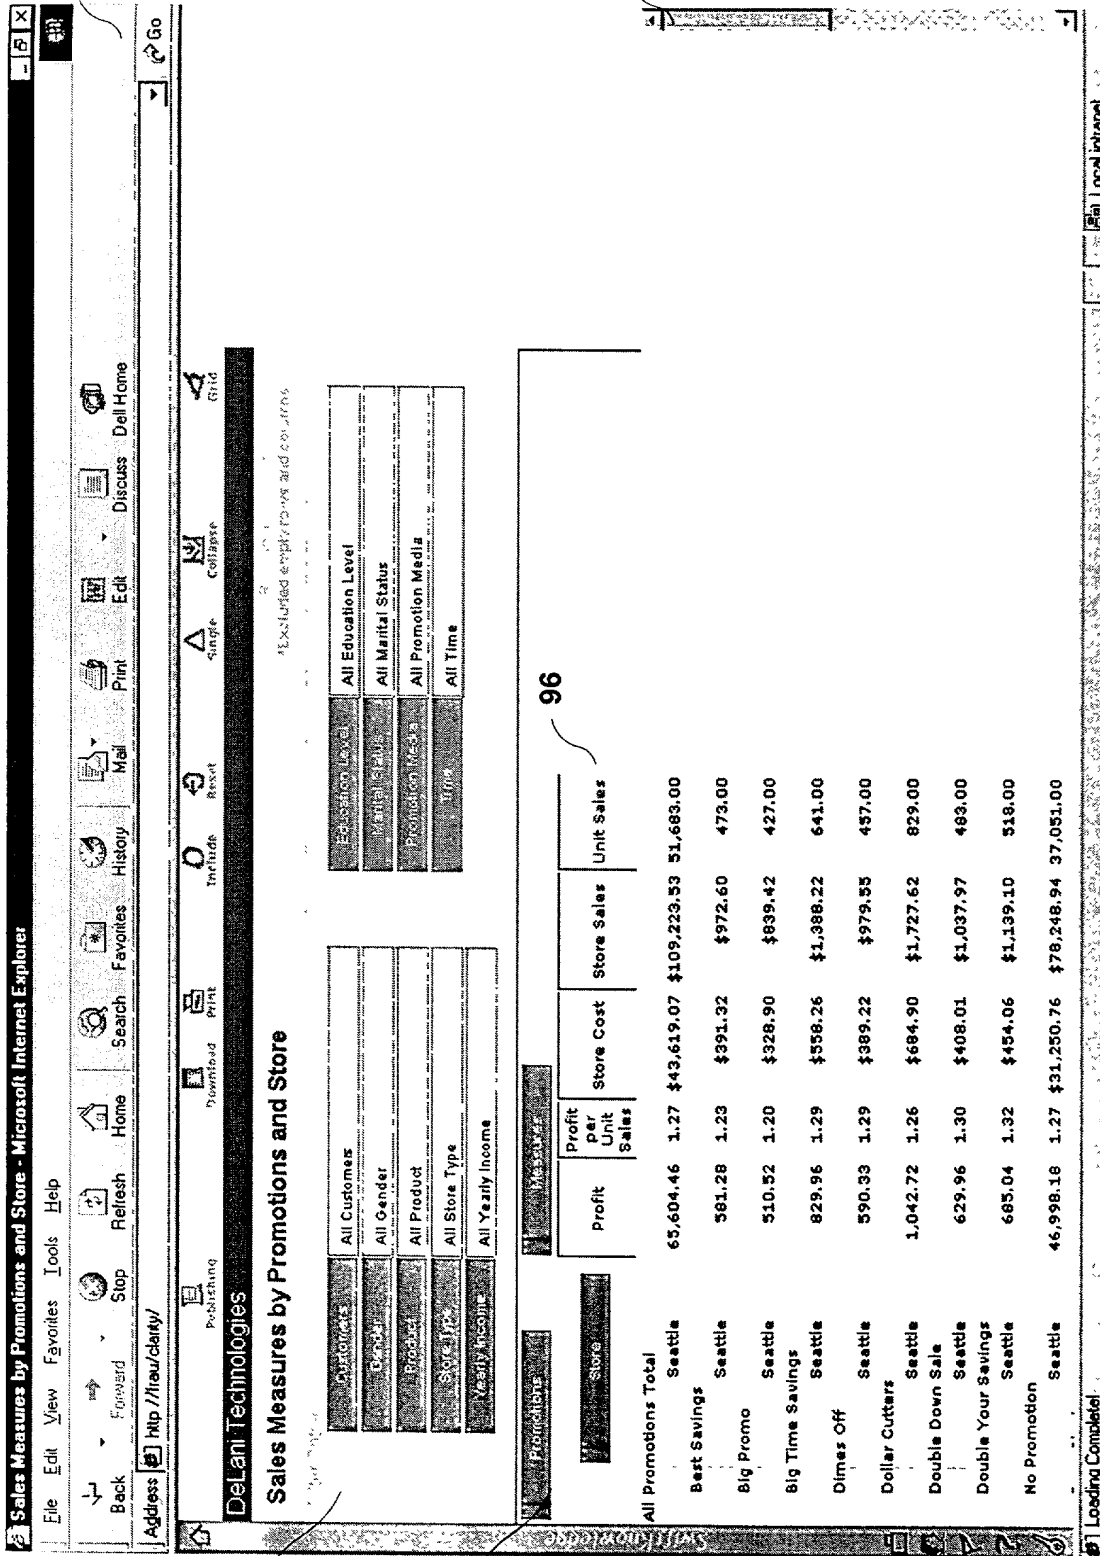 Sales Measures by Promotions and Store - Microsoft Internet Explorer
File Edit View Favorites Tools Help
Back Forward Stop Refresh Home Search Favorites History Mail Print Edit Discuss Dell Home
Address http://frau/clarity/ Go
Publishing Download Print Include Reset Single Collapse Grid
DeLani Technologies
Sales Measures by Promotions and Store
*Excluded empty rows and columns
Customers All Customers Education Level All Education Level
Gender All Gender Marital Status All Marital Status
Product All Product Promotion Media All Promotion Media
Store Type All Store Type Time All Time
Yearly Income All Yearly Income
96
Promotions Measures
Store Profit Profit per Unit Sales Store Cost Store Sales Unit Sales
All Promotions Total
Seattle 65,604.46 1.27 $43,619.07 $109,223.53 51,683.00
Best Savings
Seattle 581.28 1.23 $391.32 $972.60 473.00
Big Promo
Seattle 510.52 1.20 $328.90 $839.42 427.00
Big Time Savings
Seattle 829.96 1.29 $558.26 $1,388.22 641.00
Dimes Off
Seattle 590.33 1.29 $389.22 $979.55 457.00
Dollar Cutters
Seattle 1,042.72 1.26 $684.90 $1,727.62 829.00
Double Down Sale
Seattle 629.96 1.30 $408.01 $1,037.97 483.00
Double Your Savings
Seattle 685.04 1.32 $454.06 $1,139.10 518.00
No Promotion
Seattle 46,998.18 1.27 $31,250.76 $78,248.94 37,051.00
Loading Complete! Local intranet